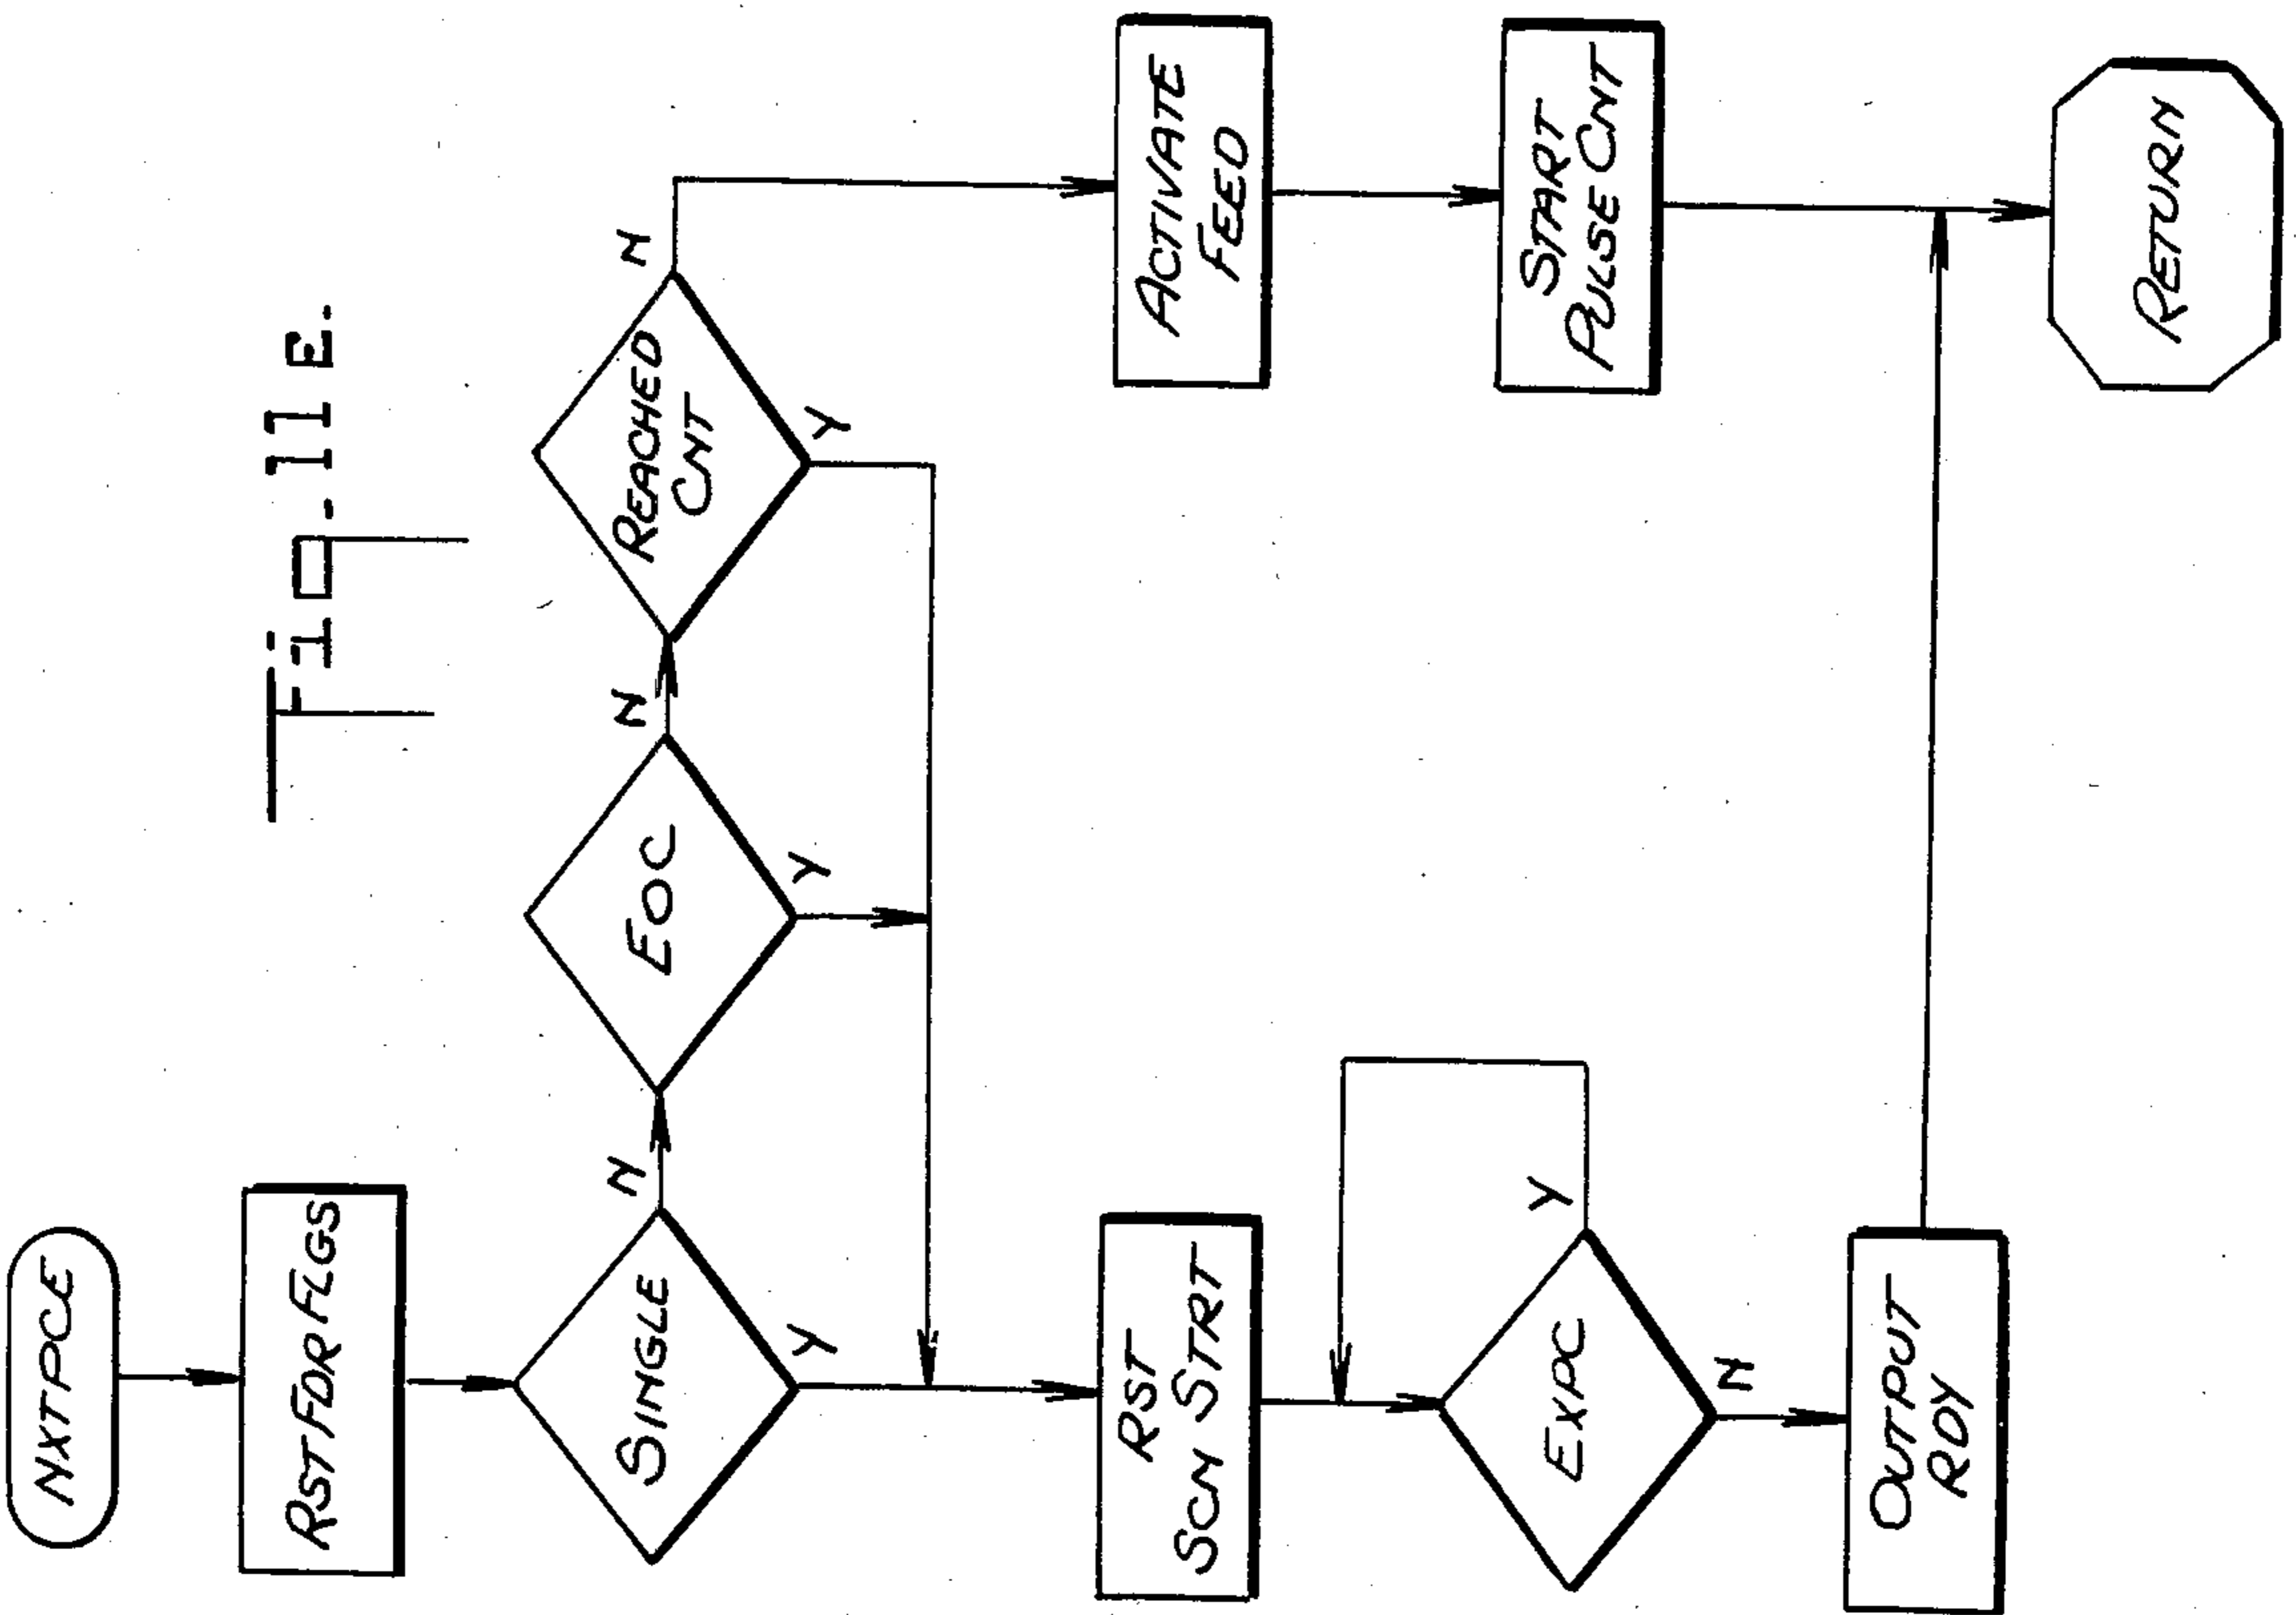 Fig. 11E.
NXTPCE
RST FDR FLGS
SINGLE
N
Y
EOC
N
Y
REACHED
CNT
N
Y
RST
SCN STRT
ACTIVATE
FEED
EXPC
Y
N
START
PULSE CNT
OUTPUT
RDY
RETURN